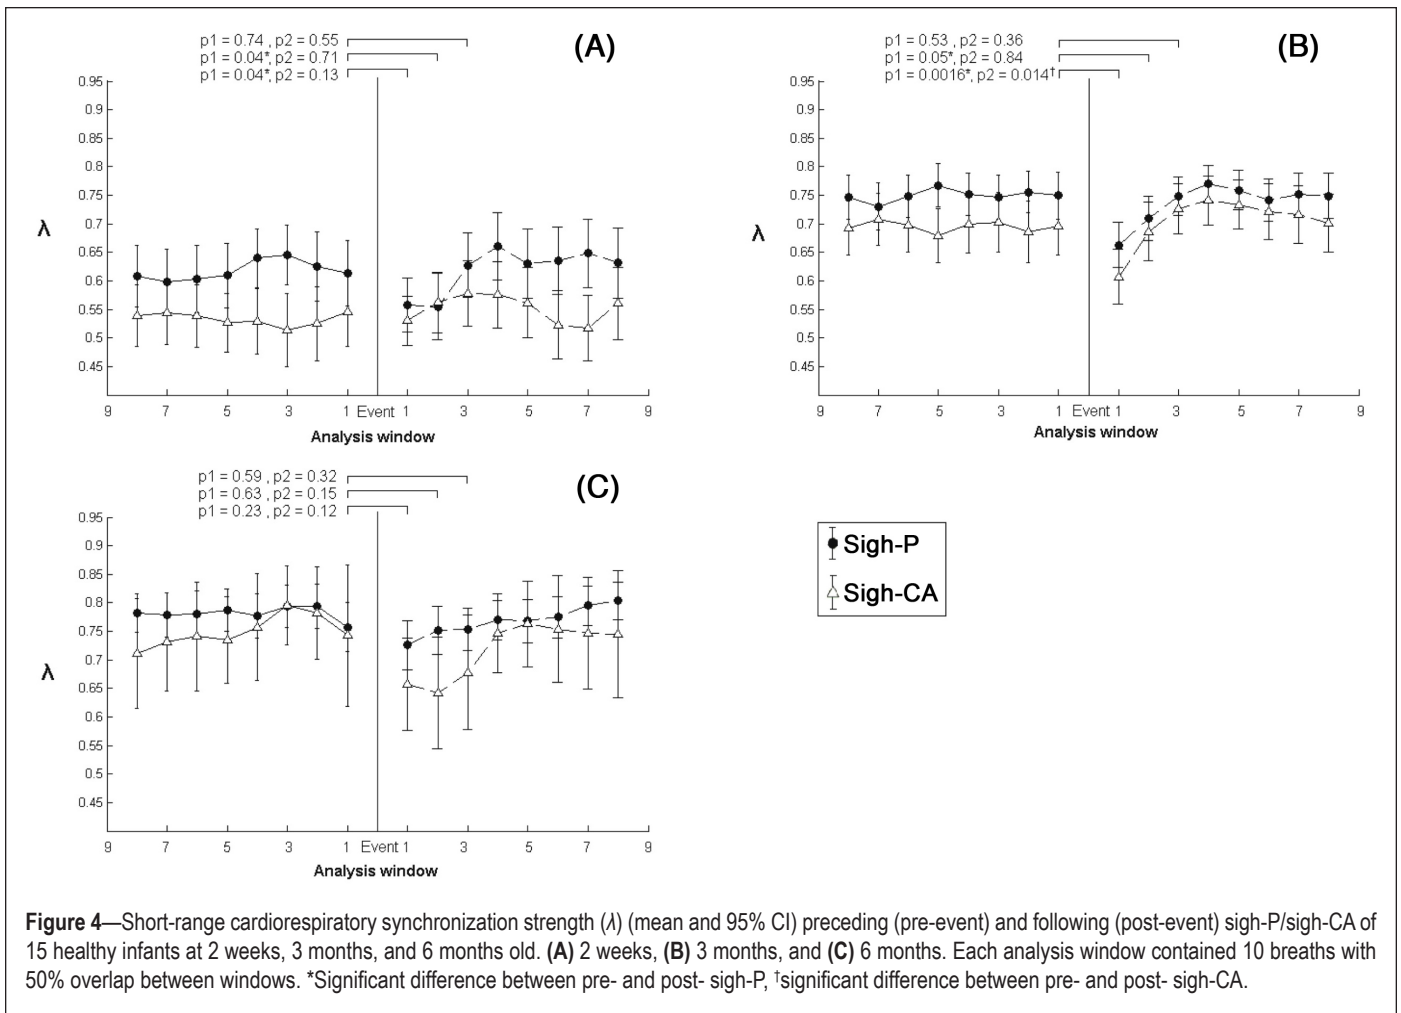 p1 = 0.74 , p2 = 0.55
p1 = 0.04*, p2 = 0.71
p1 = 0.04*, p2 = 0.13
(A)
0.95
0.9
0.85
0.8
0.75
0.7
0.65
0.6
0.55
0.5
0.45
λ
9 7 5 3 1 Event 1 3 5 7 9
Analysis window
p1 = 0.53 , p2 = 0.36
p1 = 0.05*, p2 = 0.84
p1 = 0.0016*, p2 = 0.014†
(B)
0.95
0.9
0.85
0.8
0.75
0.7
0.65
0.6
0.55
0.5
0.45
λ
9 7 5 3 1 Event 1 3 5 7 9
Analysis window
p1 = 0.59 , p2 = 0.32
p1 = 0.63 , p2 = 0.15
p1 = 0.23 , p2 = 0.12
(C)
0.95
0.9
0.85
0.8
0.75
0.7
0.65
0.6
0.55
0.5
0.45
λ
9 7 5 3 1 Event 1 3 5 7 9
Analysis window
Sigh-P
Sigh-CA
Figure 4—Short-range cardiorespiratory synchronization strength (λ) (mean and 95% CI) preceding (pre-event) and following (post-event) sigh-P/sigh-CA of
15 healthy infants at 2 weeks, 3 months, and 6 months old. (A) 2 weeks, (B) 3 months, and (C) 6 months. Each analysis window contained 10 breaths with
50% overlap between windows. *Significant difference between pre- and post- sigh-P, †significant difference between pre- and post- sigh-CA.